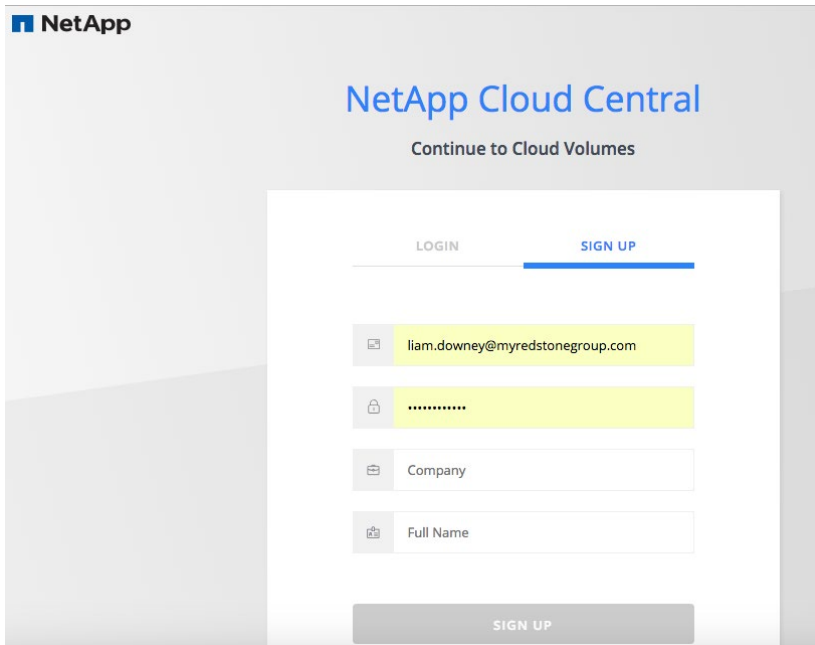 NetApp
NetApp Cloud Central
Continue to Cloud Volumes
LOGIN SIGN UP
liam.downey@myredstonegroup.com
••••••••••••
Company
Full Name
SIGN UP